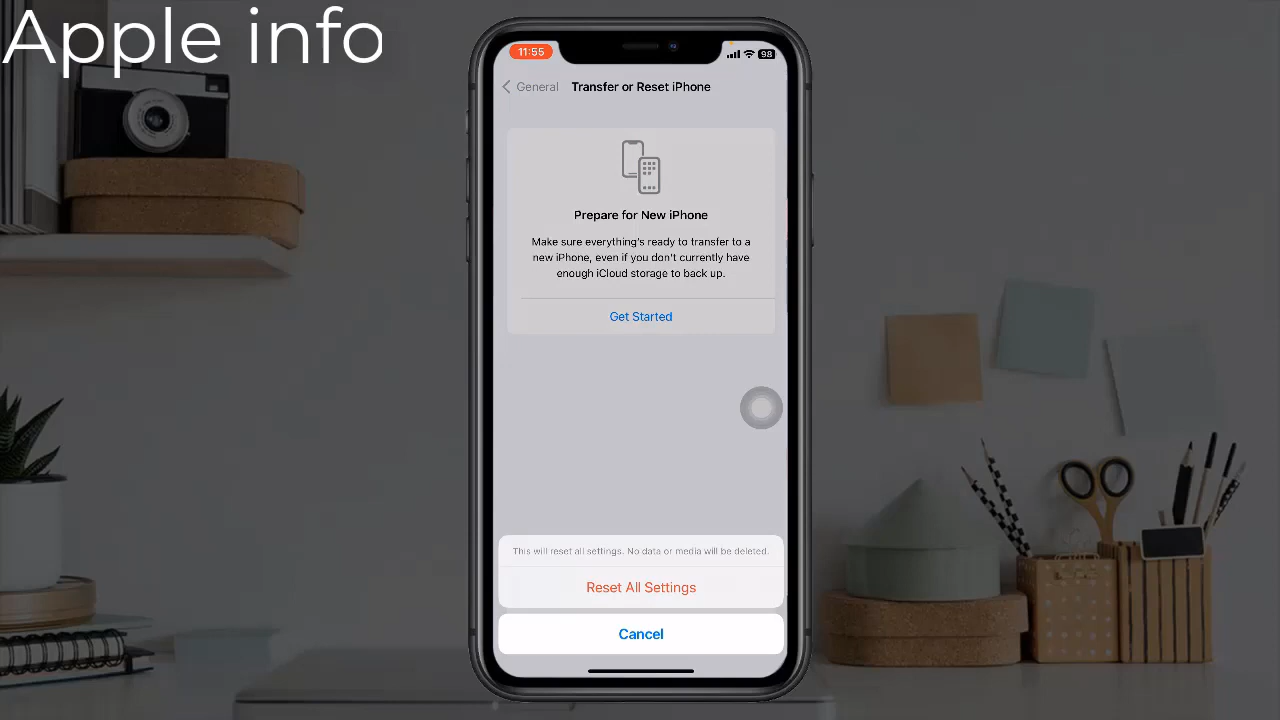 Apple info
11:55
98
General
Transfer or Reset iPhone
Prepare for New iPhone
Make sure everything's ready to transfer to a
new iPhone, even if you don't currently have
enough iCloud storage to back up.
Get Started
This will reset all settings. No data or media will be deleted.
Reset All Settings
Cancel